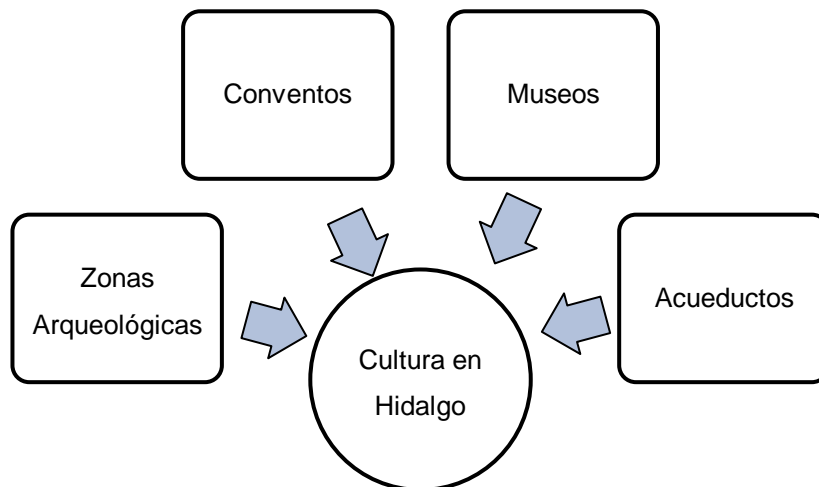 Conventos
Museos
Zonas
Arqueológicas
Acueductos
Cultura en
Hidalgo